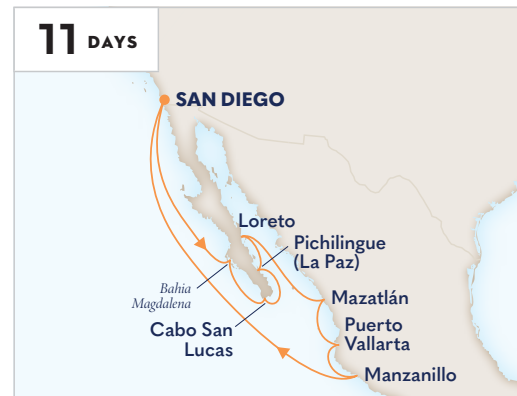 11 DAYS
SAN DIEGO
Loreto
Pichilingue
(La Paz)
Bahia
Magdalena
Mazatlán
Cabo San
Lucas
Puerto
Vallarta
Manzanillo